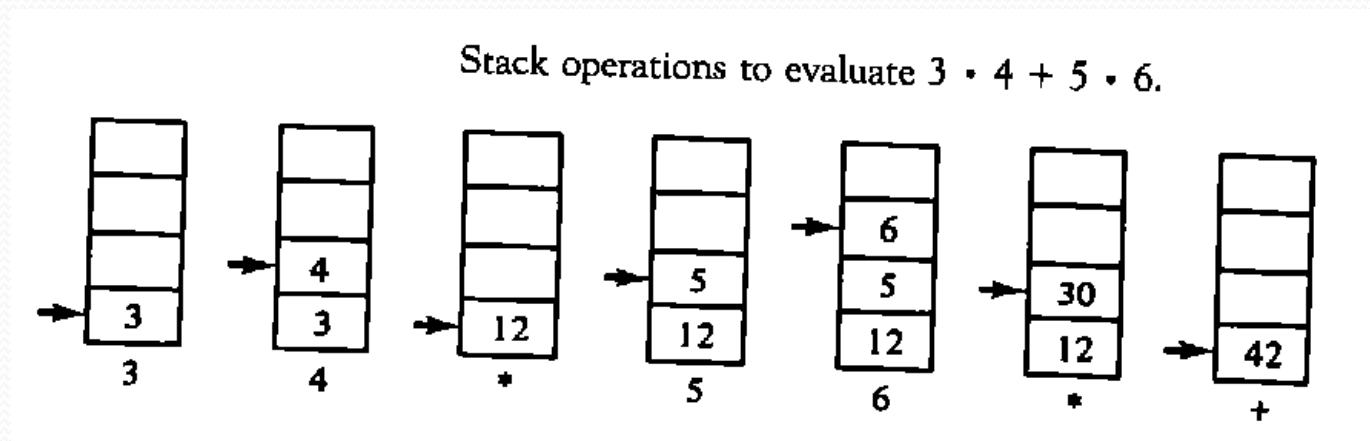 Stack operations to evaluate 3 · 4 + 5 · 6.
6
4 5 5 30
3 3 12 12 12 12 42
3 4 * 5 6 * +